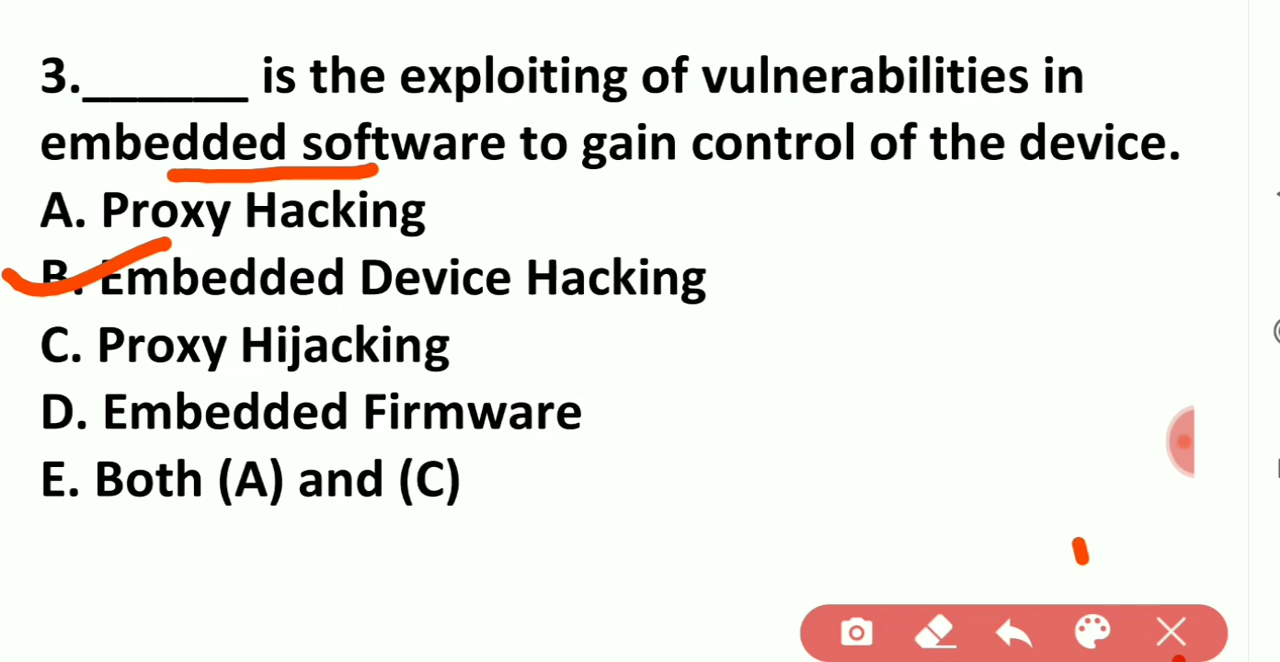 3.______ is the exploiting of vulnerabilities in
embedded software to gain control of the device.
A. Proxy Hacking
B. Embedded Device Hacking
C. Proxy Hijacking
D. Embedded Firmware
E. Both (A) and (C)